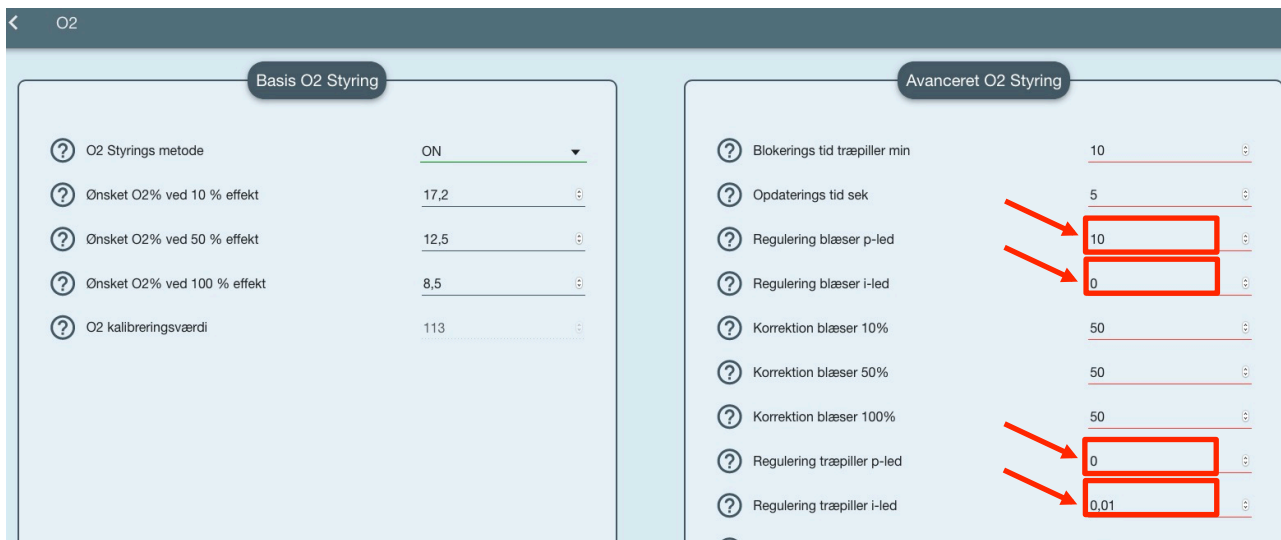 O2
Basis O2 Styring
O2 Styrings metode ON
Ønsket O2% ved 10 % effekt 17,2
Ønsket O2% ved 50 % effekt 12,5
Ønsket O2% ved 100 % effekt 8,5
O2 kalibreringsværdi 113
Avanceret O2 Styring
Blokerings tid træpiller min 10
Opdaterings tid sek 5
Regulering blæser p-led 10
Regulering blæser i-led 0
Korrektion blæser 10% 50
Korrektion blæser 50% 50
Korrektion blæser 100% 50
Regulering træpiller p-led 0
Regulering træpiller i-led 0,01